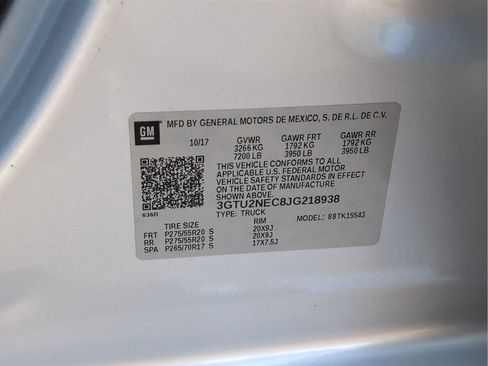 GM
MFD BY GENERAL MOTORS DE MEXICO, S. DE R.L. DE C.V.
10/17 GVWR GAWR FRT GAWR RR
3266 KG 1792 KG 1792 KG
7200 LB 3950 LB 3950 LB
THIS VEHICLE CONFORMS TO ALL
APPLICABLE U.S. FEDERAL MOTOR
VEHICLE SAFETY STANDARDS IN EFFECT
ON THE DATE OF MANUFACTURE SHOWN ABOVE.
3GTU2NEC8JG218938
TYPE: TRUCK MODEL: 88TK15543
636R
TIRE SIZE RIM
FRT P275/55R20 S 20X9J
RR P275/55R20 S 20X9J
SPA P265/70R17 S 17X7.5J